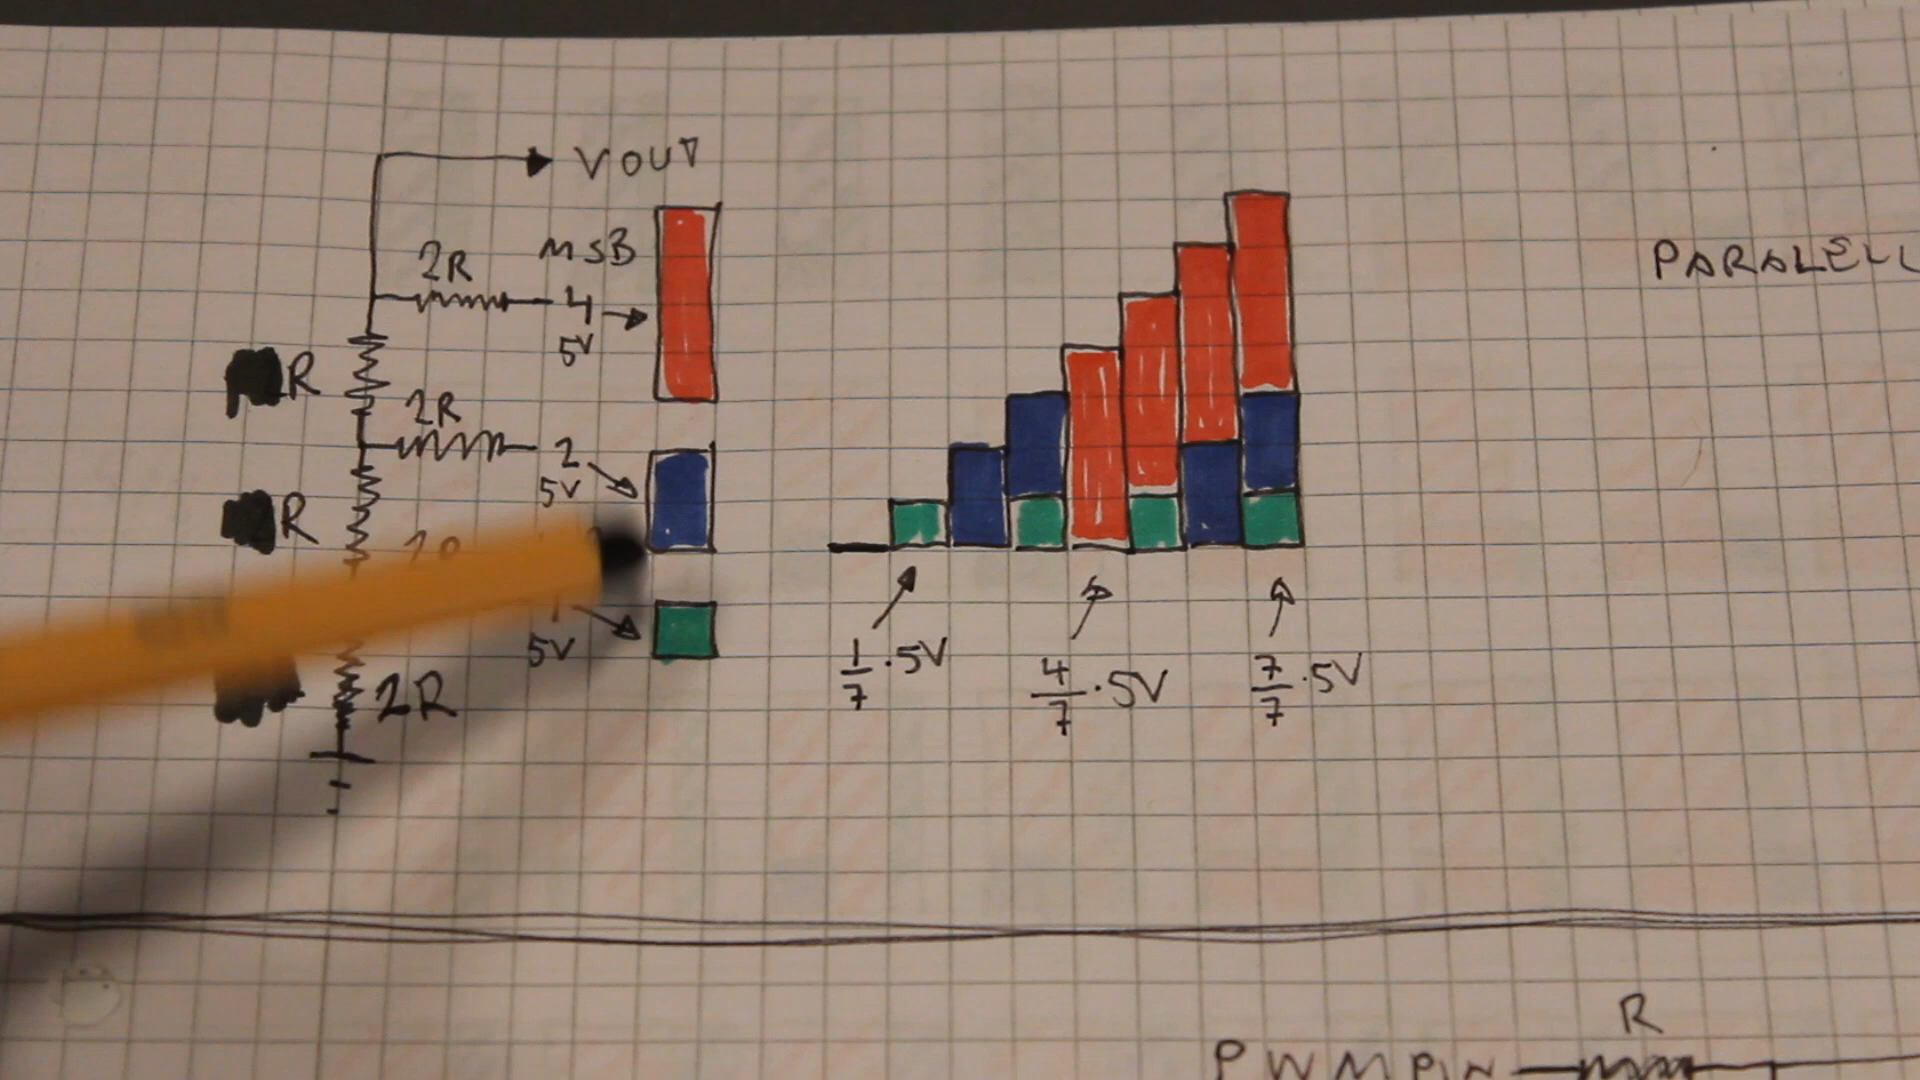 VOUT
MSB
2R
4
5V
R
2R
2
5V
R
5V
2R
1/7 · 5V
4/7 · 5V
7/7 · 5V
PARALELL
R
PWM PIN